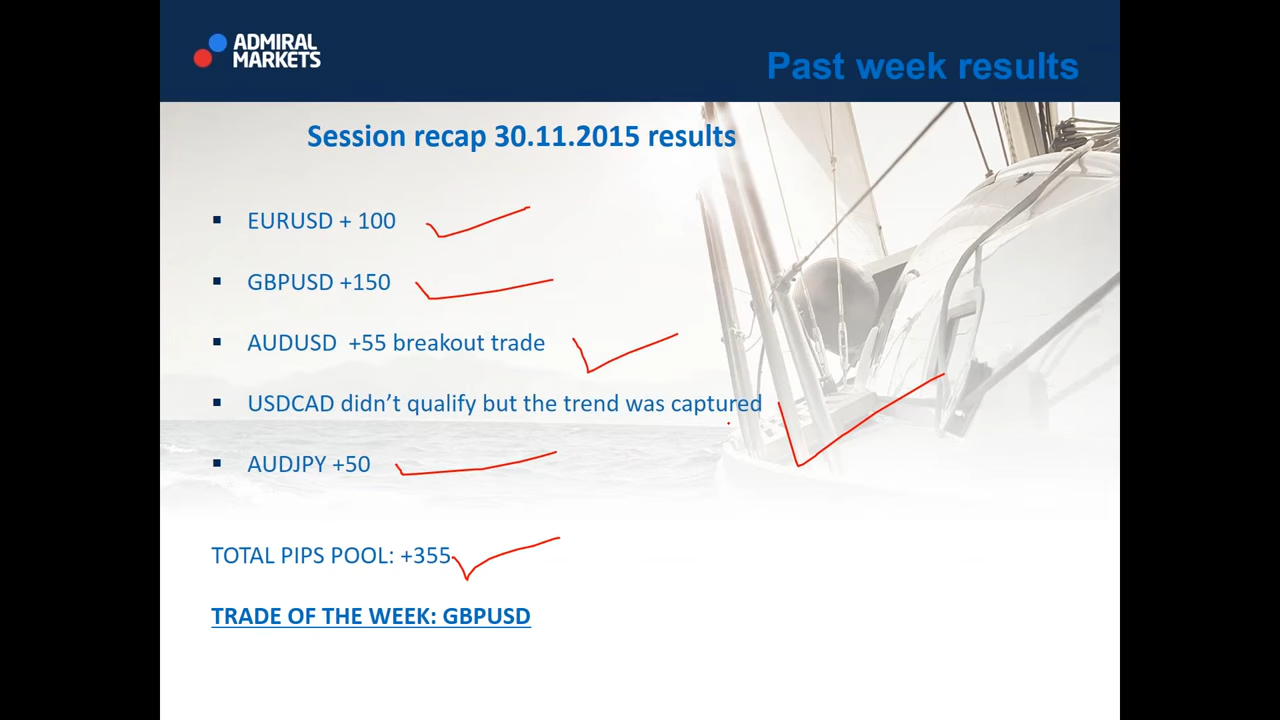 ADMIRAL
MARKETS
Past week results
Session recap 30.11.2015 results
▪ EURUSD + 100
▪ GBPUSD +150
▪ AUDUSD  +55 breakout trade
▪ USDCAD didn’t qualify but the trend was captured
▪ AUDJPY +50
TOTAL PIPS POOL: +355
TRADE OF THE WEEK: GBPUSD